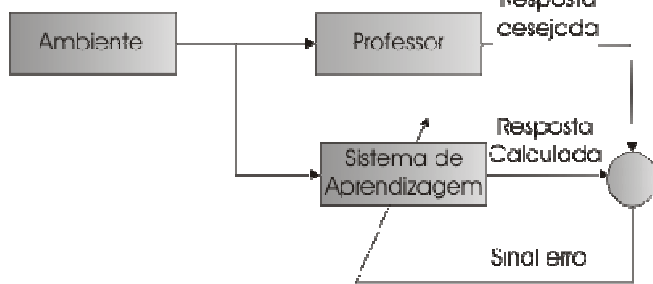 Resposta
desejada
Ambiente
Professor
Resposta
Calculada
Sistema de
Aprendizagem
Sinal erro